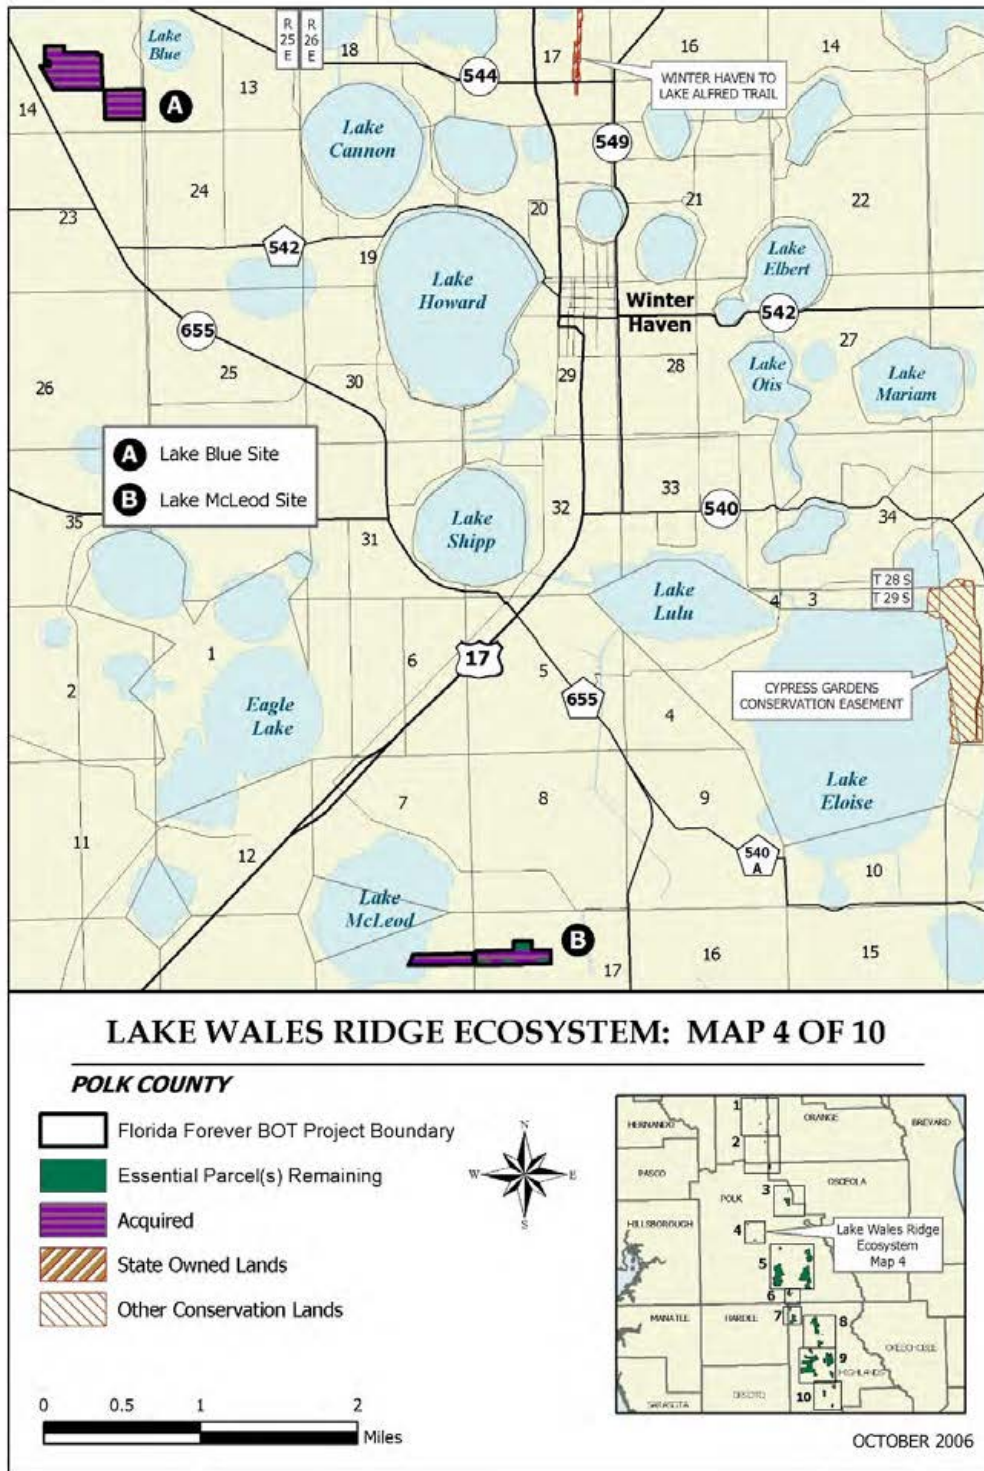 Lake
Blue
R
25
E
R
26
E
18
17
16
14
544
WINTER HAVEN TO
LAKE ALFRED TRAIL
13
14
A
Lake
Cannon
549
24
23
20
21
22
542
19
Lake
Elbert
Lake
Howard
Winter
Haven
542
655
27
26
25
30
29
28
Lake
Otis
Lake
Mariam
A Lake Blue Site
B Lake McLeod Site
35
31
32
33
540
34
Lake
Shipp
T 28 S
T 29 S
Lake
Lulu
4
3
1
2
6
17
5
655
4
CYPRESS GARDENS
CONSERVATION EASEMENT
Eagle
Lake
Lake
Eloise
7
8
9
11
12
540
A
10
Lake
McLeod
B
17
16
15
LAKE WALES RIDGE ECOSYSTEM: MAP 4 OF 10
POLK COUNTY
Florida Forever BOT Project Boundary
Essential Parcel(s) Remaining
Acquired
State Owned Lands
Other Conservation Lands
N
W
E
S
0
0.5
1
2
Miles
1
2
3
4
5
6
7
8
9
10
HERNANDO
ORANGE
BREVARD
PASCO
OSCEOLA
POLK
HILLSBOROUGH
Lake Wales Ridge
Ecosystem
Map 4
MANATEE
HARDEE
HIGHLANDS
SARASOTA
OCTOBER 2006